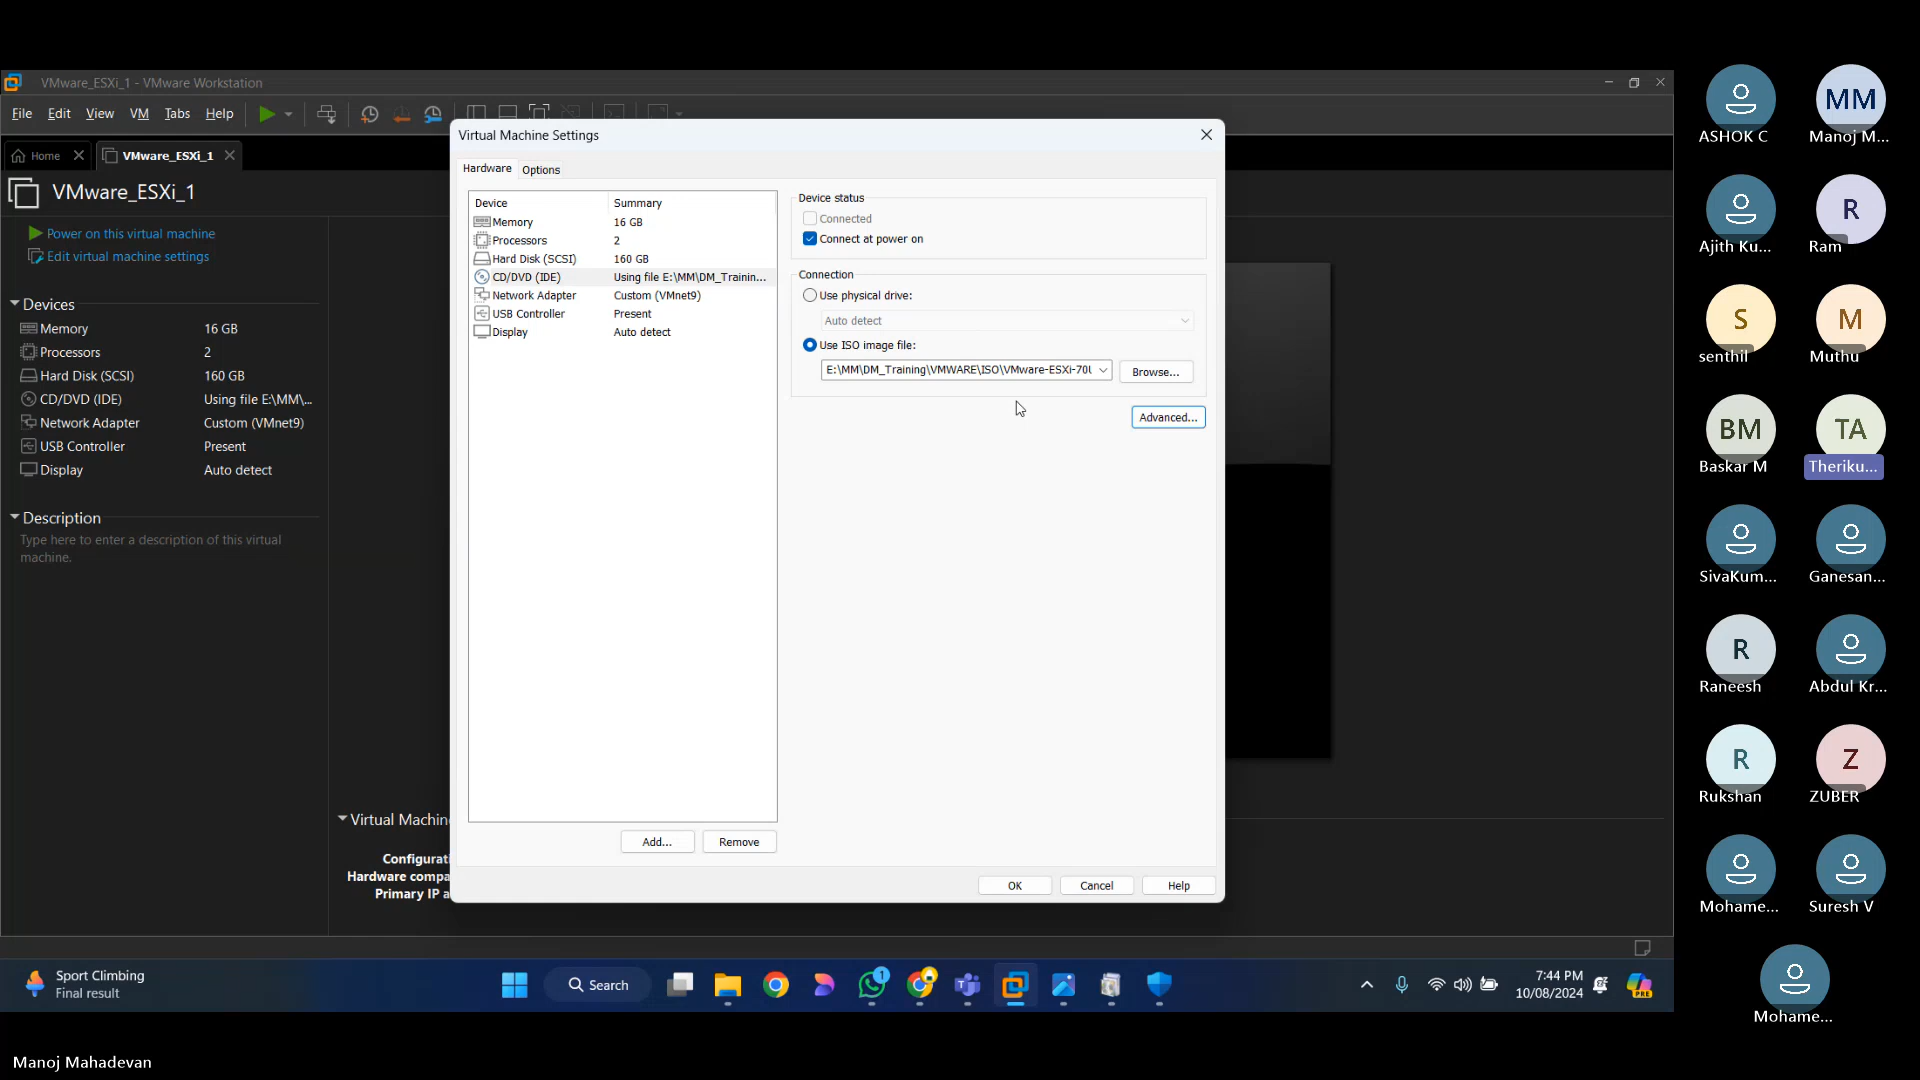 VMware_ESXi_1 - VMware Workstation
File Edit View VM Tabs Help
Home VMware_ESXi_1
VMware_ESXi_1
Power on this virtual machine
Edit virtual machine settings
Devices
Memory 16 GB
Processors 2
Hard Disk (SCSI) 160 GB
CD/DVD (IDE) Using file E:\MM\...
Network Adapter Custom (VMnet9)
USB Controller Present
Display Auto detect
Description
Type here to enter a description of this virtual
machine.
Virtual Machin
Configurati
Hardware compa
Primary IP a
Virtual Machine Settings
Hardware Options
Device Summary
Memory 16 GB
Processors 2
Hard Disk (SCSI) 160 GB
CD/DVD (IDE) Using file E:\MM\DM_Trainin...
Network Adapter Custom (VMnet9)
USB Controller Present
Display Auto detect
Add... Remove
Device status
Connected
Connect at power on
Connection
Use physical drive:
Auto detect
Use ISO image file:
E:\MM\DM_Training\VMWARE\ISO\VMware-ESXi-70U
Browse...
Advanced...
OK Cancel Help
Sport Climbing
Final result
Search
1
PRE
7:44 PM
10/08/2024
MM
ASHOK C Manoj M...
R
Ajith Ku... Ram
S M
senthil Muthu
BM TA
Baskar M Theriku...
SivaKum... Ganesan...
R
Raneesh Abdul Kr...
R Z
Rukshan ZUBER
Mohame... Suresh V
Mohame...
Manoj Mahadevan